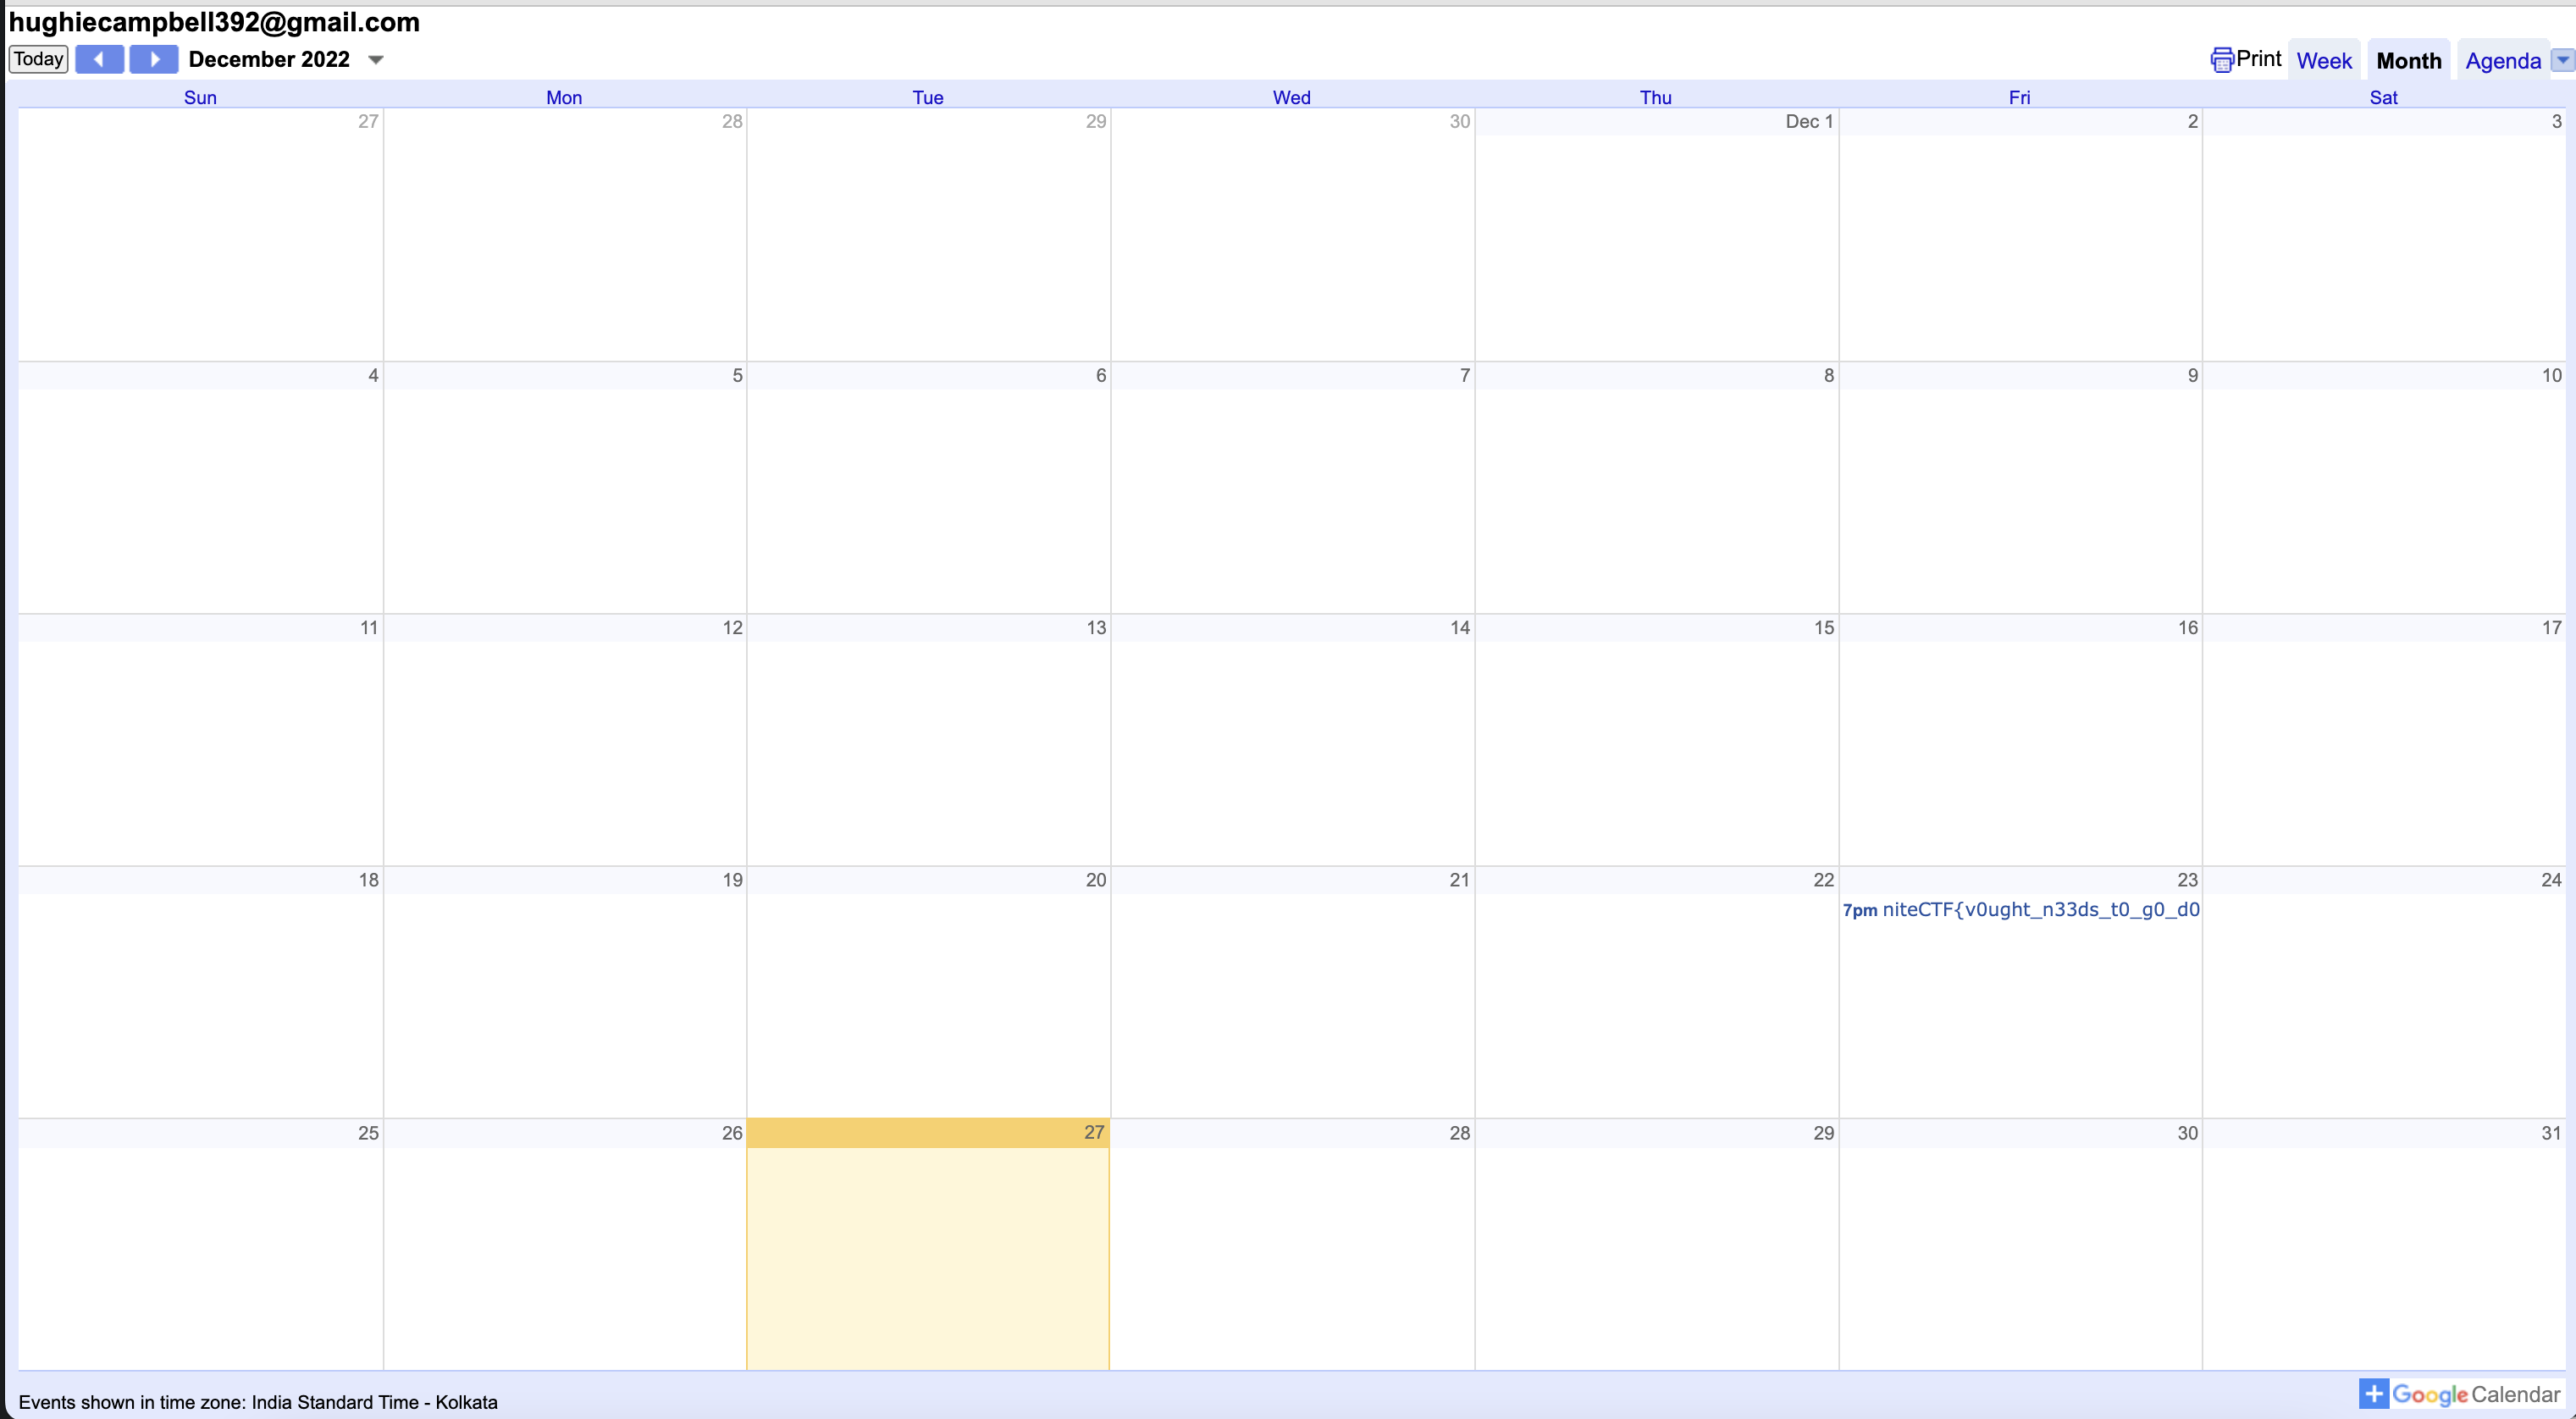 hughiecampbell392@gmail.com
Today December 2022 Print Week Month Agenda
Sun Mon Tue Wed Thu Fri Sat
27 28 29 30 Dec 1 2 3
4 5 6 7 8 9 10
11 12 13 14 15 16 17
18 19 20 21 22 23 24
7pm niteCTF{v0ught_n33ds_t0_g0_d0
25 26 27 28 29 30 31
Events shown in time zone: India Standard Time - Kolkata
Google Calendar